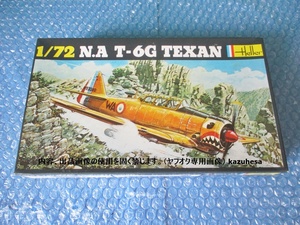 1/72 N.A T-6G TEXAN
Heller
WA
内容、出品画像の使用を固く禁じます。(ヤフオク専用画像) kazuhesa